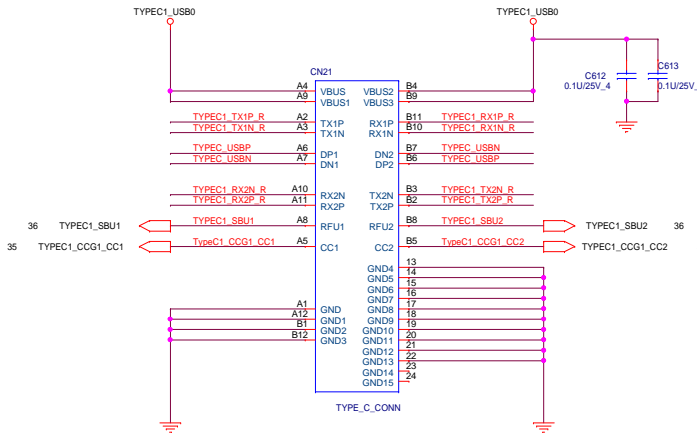 TYPEC1_USB0
TYPEC1_USB0
CN21
C612
0.1U/25V_4
C613
0.1U/25V_
A4 VBUS VBUS2 B4
A9 VBUS1 VBUS3 B9
TYPEC1_TX1P_R A2 TX1P RX1P B11 TYPEC1_RX1P_R
TYPEC1_TX1N_R A3 TX1N RX1N B10 TYPEC1_RX1N_R
TYPEC_USBP A6 DP1 DN2 B7 TYPEC_USBN
TYPEC_USBN A7 DN1 DP2 B6 TYPEC_USBP
TYPEC1_RX2N_R A10 RX2N TX2N B3 TYPEC1_TX2N_R
TYPEC1_RX2P_R A11 RX2P TX2P B2 TYPEC1_TX2P_R
36 TYPEC1_SBU1 TYPEC1_SBU1 A8 RFU1 RFU2 B8 TYPEC1_SBU2 TYPEC1_SBU2 36
35 TYPEC1_CCG1_CC1 TypeC1_CCG1_CC1 A5 CC1 CC2 B5 TypeC1_CCG1_CC2 TYPEC1_CCG1_CC2
GND4 13
GND5 14
GND6 15
GND7 16
A1 GND GND8 17
A12 GND1 GND9 18
B1 GND2 GND10 19
B12 GND3 GND11 20
GND12 21
GND13 22
GND14 23
GND15 24
TYPE_C_CONN